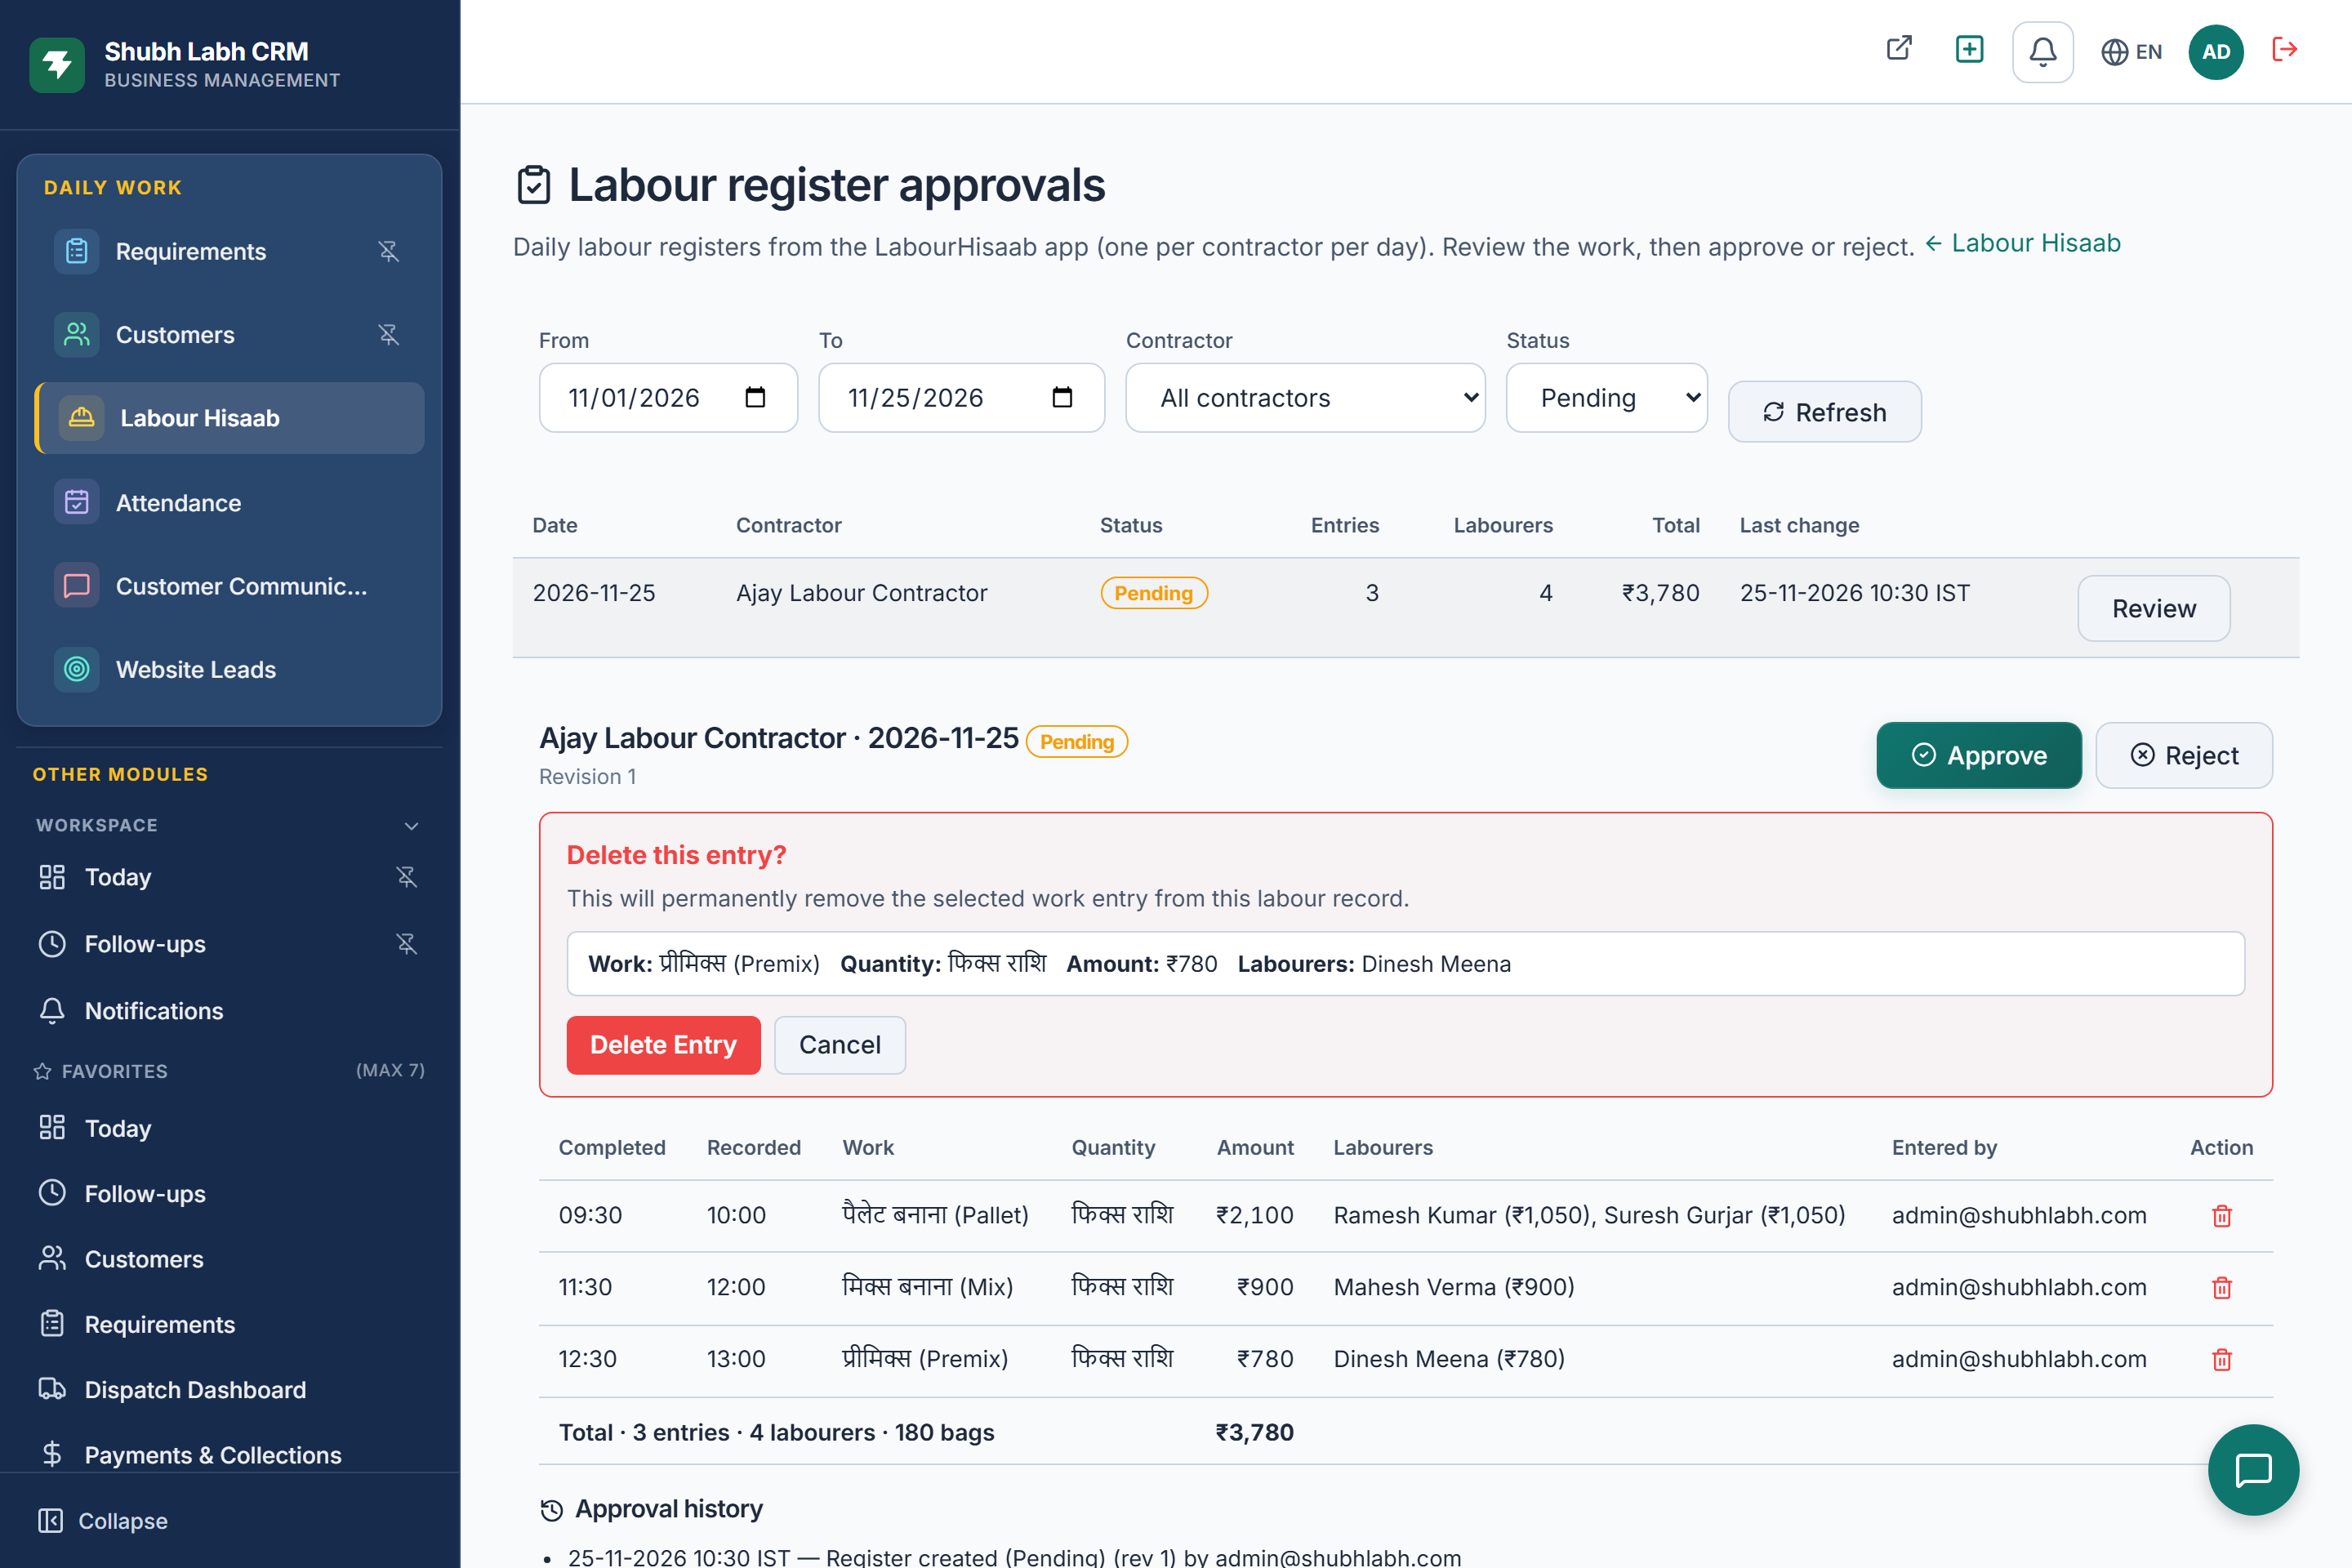 Shubh Labh CRM
BUSINESS MANAGEMENT
DAILY WORK
Requirements
Customers
Labour Hisaab
Attendance
Customer Communic...
Website Leads
OTHER MODULES
WORKSPACE
Today
Follow-ups
Notifications
FAVORITES (MAX 7)
Today
Follow-ups
Customers
Requirements
Dispatch Dashboard
Payments & Collections
Collapse
EN AD
Labour register approvals
Daily labour registers from the LabourHisaab app (one per contractor per day). Review the work, then approve or reject. ← Labour Hisaab
From To Contractor Status
11/01/2026 11/25/2026 All contractors Pending Refresh
Date Contractor Status Entries Labourers Total Last change
2026-11-25 Ajay Labour Contractor Pending 3 4 ₹3,780 25-11-2026 10:30 IST Review
Ajay Labour Contractor · 2026-11-25 Pending Approve Reject
Revision 1
Delete this entry?
This will permanently remove the selected work entry from this labour record.
Work: प्रीमिक्स (Premix) Quantity: फिक्स राशि Amount: ₹780 Labourers: Dinesh Meena
Delete Entry Cancel
Completed Recorded Work Quantity Amount Labourers Entered by Action
09:30 10:00 पैलेट बनाना (Pallet) फिक्स राशि ₹2,100 Ramesh Kumar (₹1,050), Suresh Gurjar (₹1,050) admin@shubhlabh.com
11:30 12:00 मिक्स बनाना (Mix) फिक्स राशि ₹900 Mahesh Verma (₹900) admin@shubhlabh.com
12:30 13:00 प्रीमिक्स (Premix) फिक्स राशि ₹780 Dinesh Meena (₹780) admin@shubhlabh.com
Total · 3 entries · 4 labourers · 180 bags ₹3,780
Approval history
• 25-11-2026 10:30 IST — Register created (Pending) (rev 1) by admin@shubhlabh.com